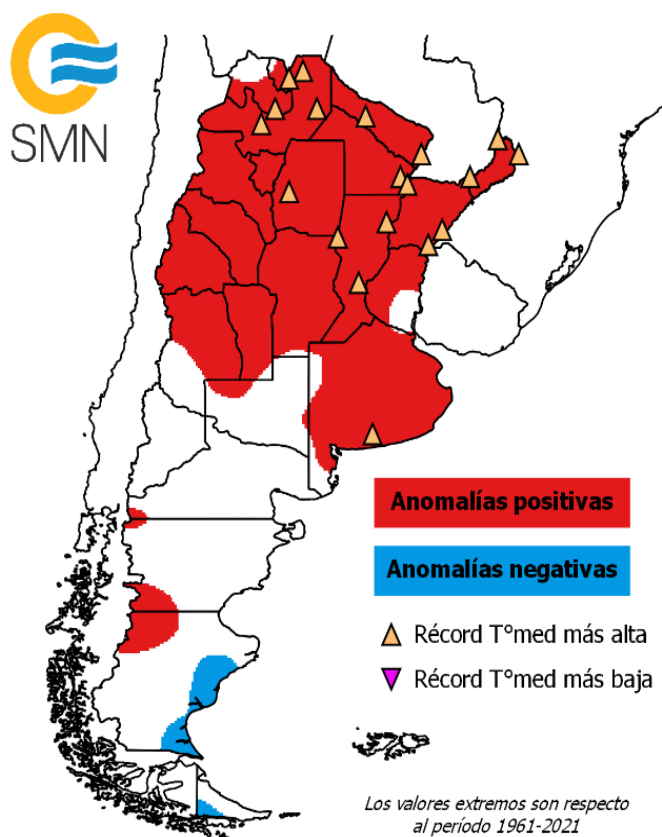 SMN
Anomalías positivas
Anomalías negativas
Récord T°med más alta
Récord T°med más baja
Los valores extremos son respecto
al período 1961-2021